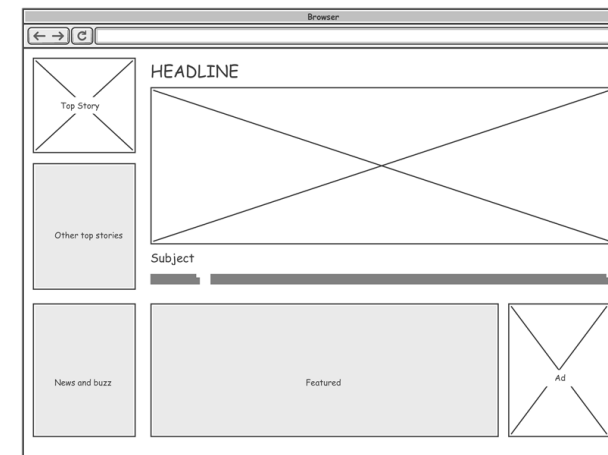 Browser
HEADLINE
Top Story
Other top stories
Subject
News and buzz
Featured
Ad